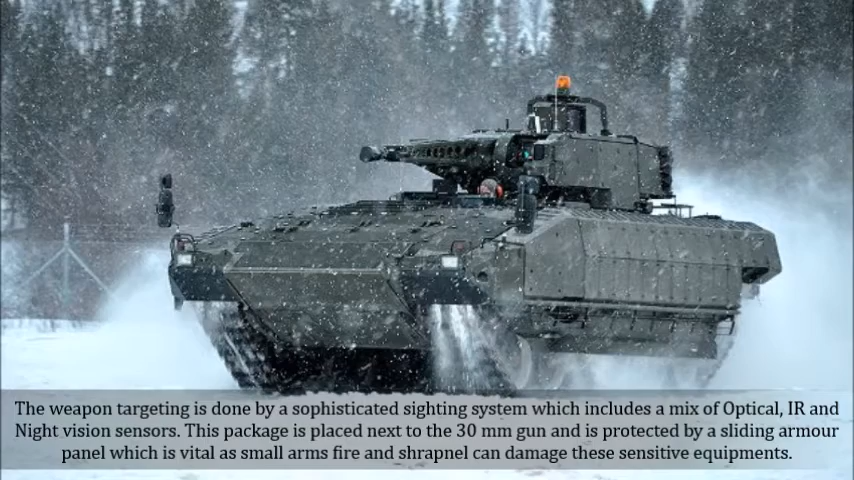 The weapon targeting is done by a sophisticated sighting system which includes a mix of Optical, IR and
Night vision sensors. This package is placed next to the 30 mm gun and is protected by a sliding armour
panel which is vital as small arms fire and shrapnel can damage these sensitive equipments.